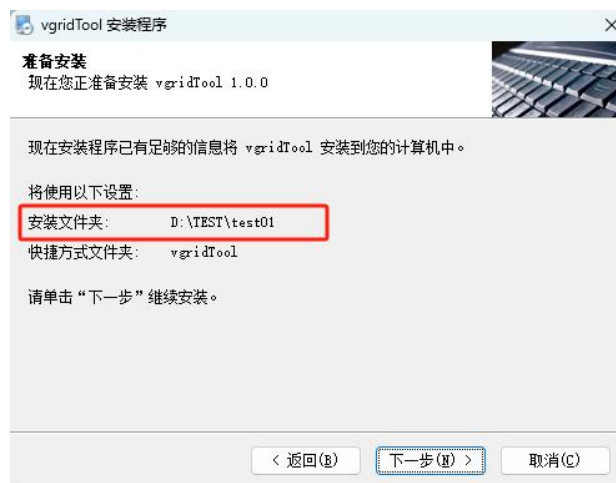 vgridTool 安装程序
准备安装
现在您正准备安装 vgridTool 1.0.0
现在安装程序已有足够的信息将 vgridTool 安装到您的计算机中。
将使用以下设置:
安装文件夹: D:\TEST\test01
快捷方式文件夹: vgridTool
请单击“下一步”继续安装。
< 返回(B) 下一步(N) > 取消(C)